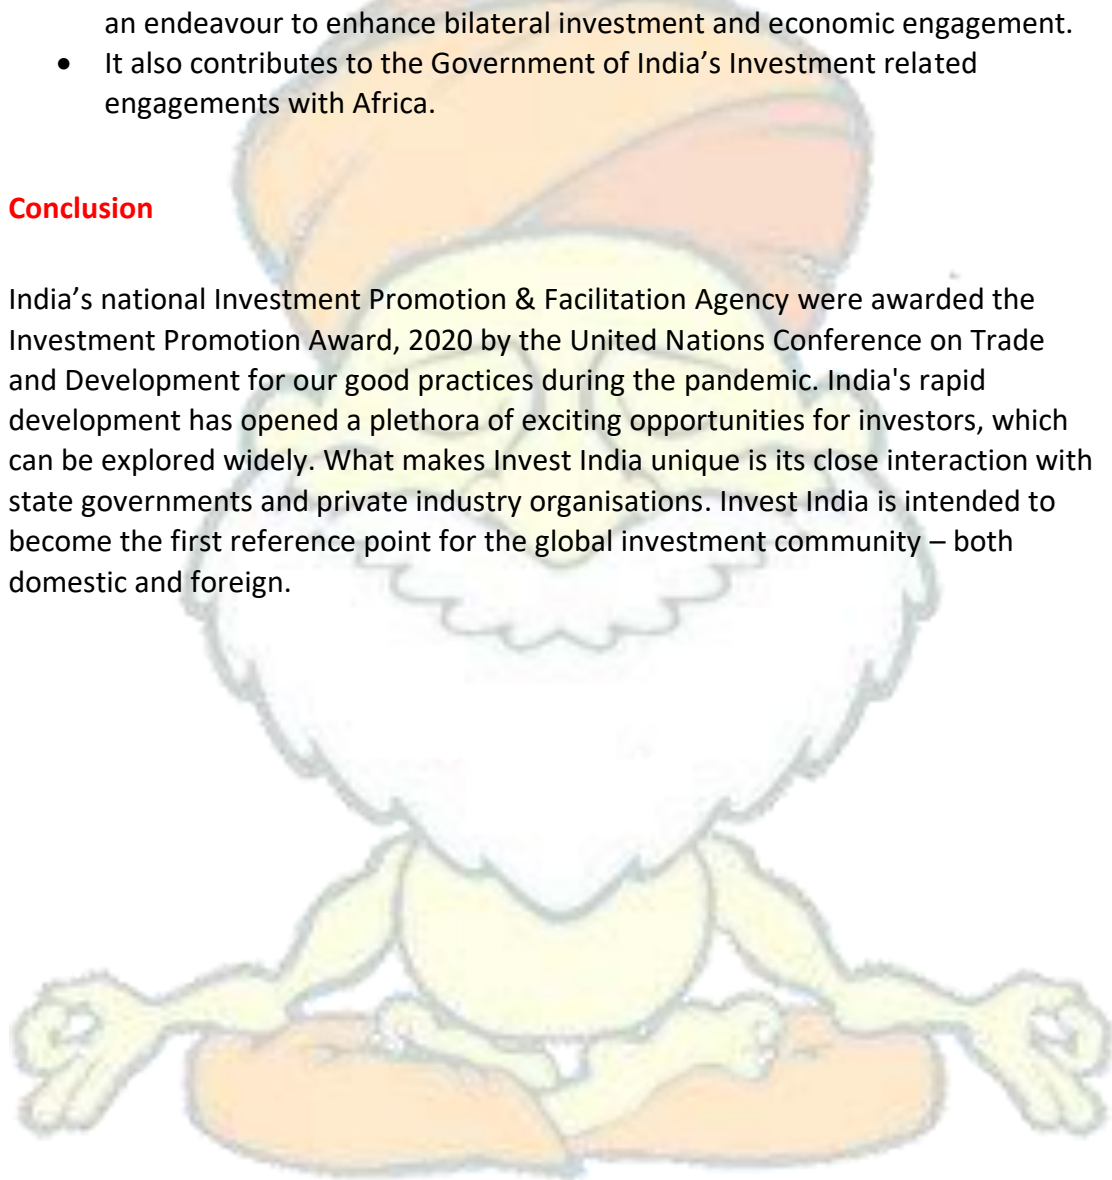 an endeavour to enhance bilateral investment and economic engagement.
• It also contributes to the Government of India’s Investment related
engagements with Africa.
Conclusion
India’s national Investment Promotion & Facilitation Agency were awarded the
Investment Promotion Award, 2020 by the United Nations Conference on Trade
and Development for our good practices during the pandemic. India's rapid
development has opened a plethora of exciting opportunities for investors, which
can be explored widely. What makes Invest India unique is its close interaction with
state governments and private industry organisations. Invest India is intended to
become the first reference point for the global investment community – both
domestic and foreign.